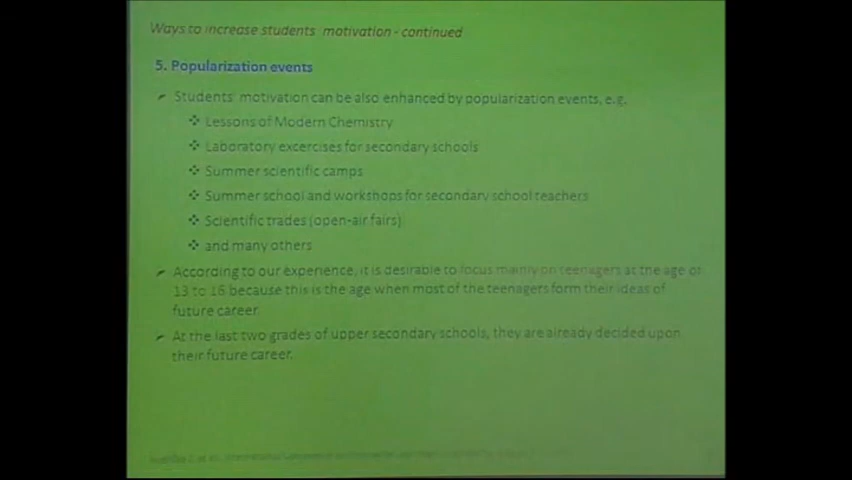 Ways to increase students' motivation - continued
5. Popularization events
Students' motivation can be also enhanced by popularization events, e.g.
Lessons of Modern Chemistry
Laboratory excercises for secondary schools
Summer scientific camps
Summer school and workshops for secondary school teachers
Scientific trades (open-air fairs)
and many others
According to our experience, it is desirable to focus mainly on teenagers at the age of
13 to 16 because this is the age when most of the teenagers form their ideas of
future career.
At the last two grades of upper secondary schools, they are already decided upon
their future career.